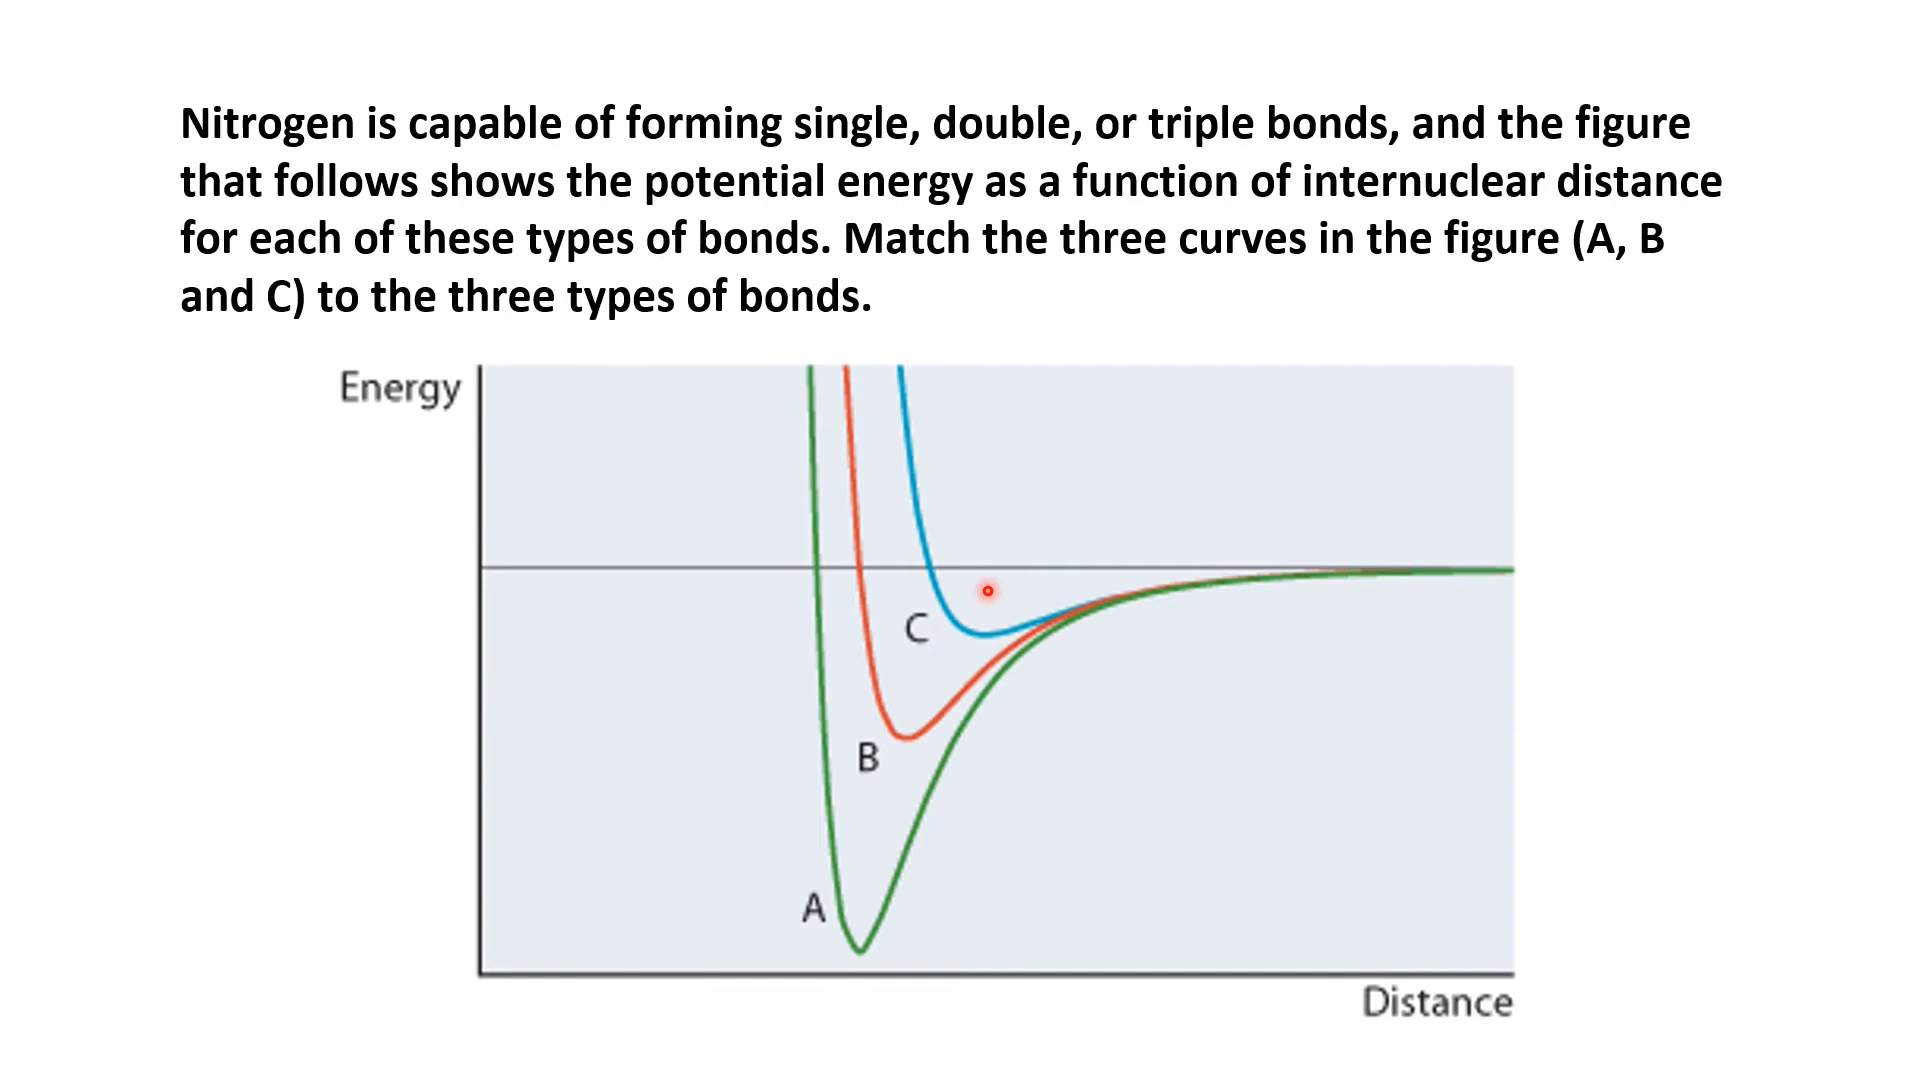 Nitrogen is capable of forming single, double, or triple bonds, and the figure
that follows shows the potential energy as a function of internuclear distance
for each of these types of bonds. Match the three curves in the figure (A, B
and C) to the three types of bonds.
Energy
C
B
A
Distance